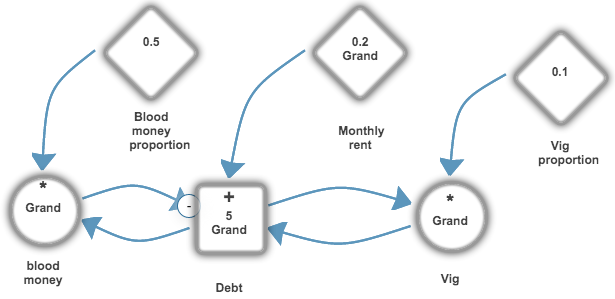 0.5
Blood
money
proportion
0.2
Grand
Monthly
rent
0.1
Vig
proportion
*
Grand
blood
money
-
+
5
Grand
Debt
*
Grand
Vig